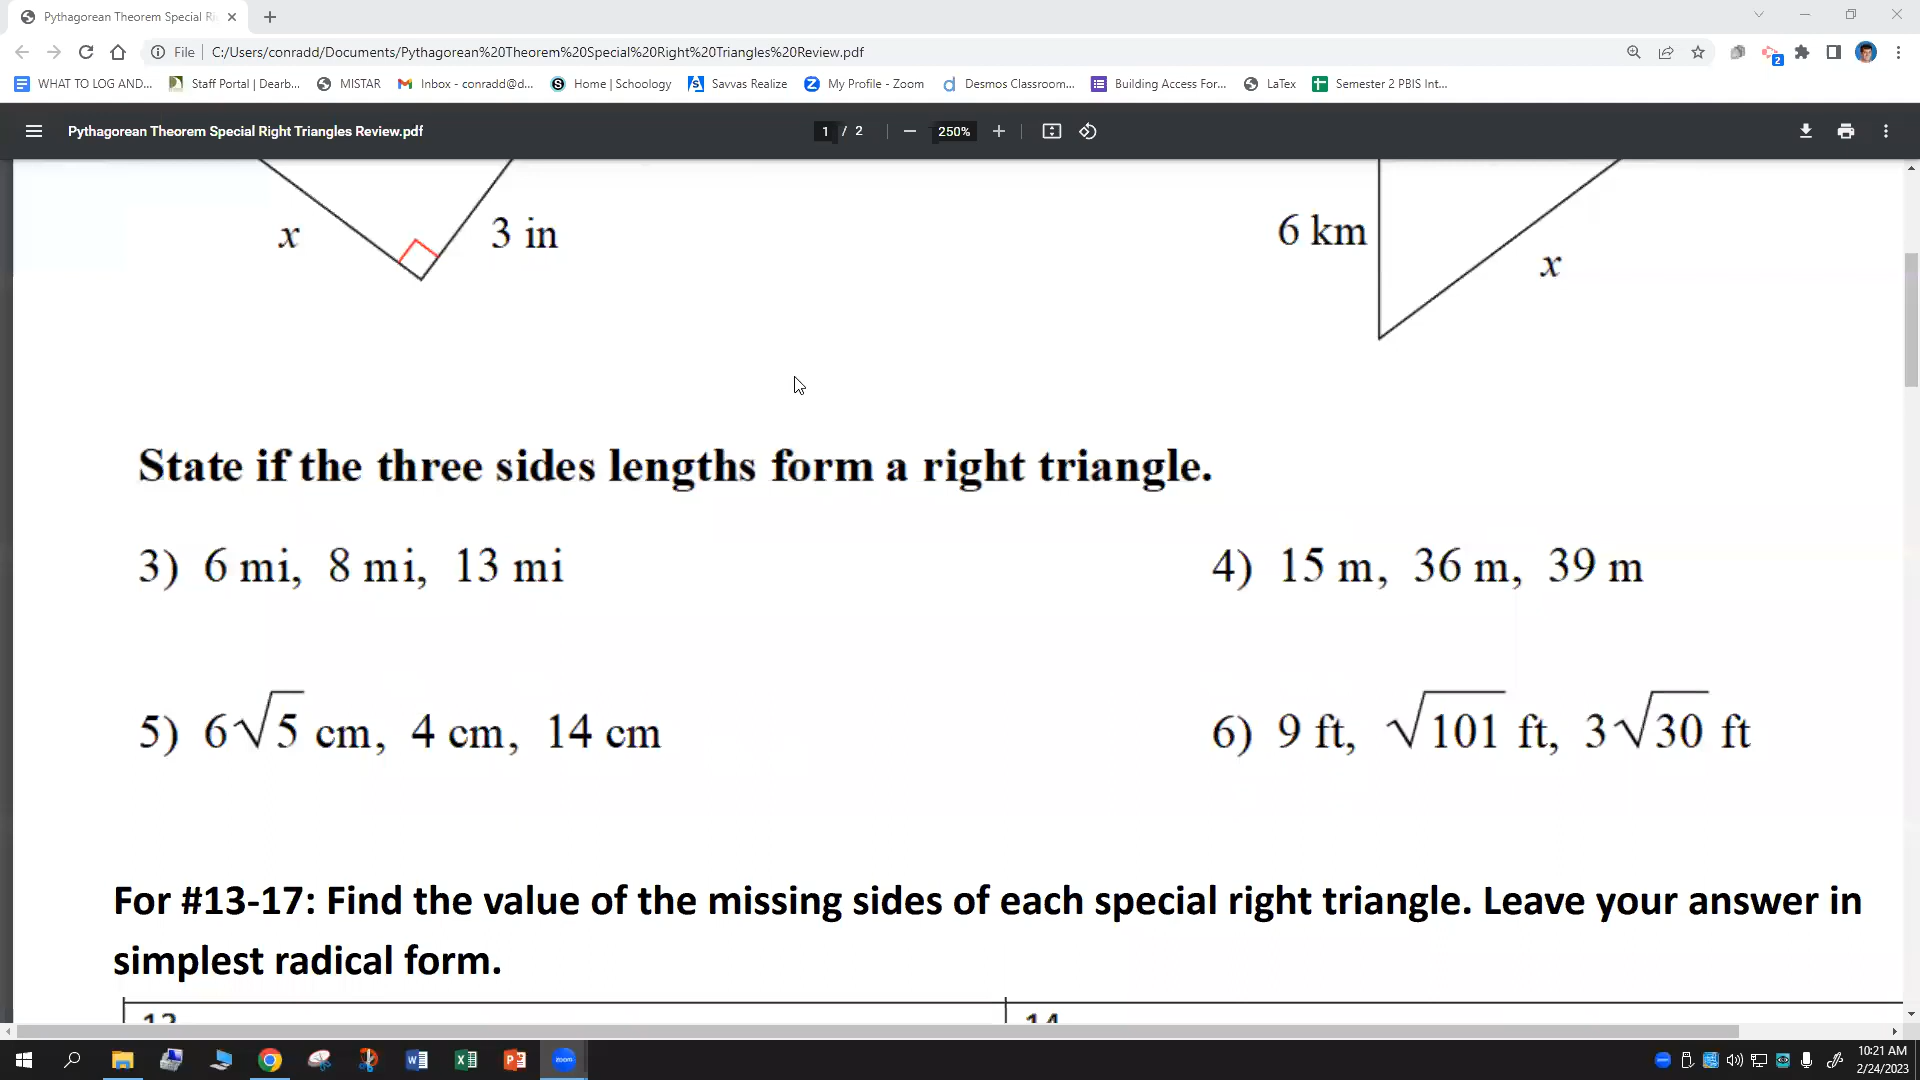 Pythagorean Theorem Special Ri
File C:/Users/conradd/Documents/Pythagorean%20Theorem%20Special%20Right%20Triangles%20Review.pdf
2
WHAT TO LOG AND... Staff Portal | Dearb... MISTAR Inbox - conradd@d... Home | Schoology Savvas Realize My Profile - Zoom Desmos Classroom... Building Access For... LaTex Semester 2 PBIS Int...
Pythagorean Theorem Special Right Triangles Review.pdf 1 / 2 250%
x 3 in 6 km x
State if the three sides lengths form a right triangle.
3) 6 mi, 8 mi, 13 mi 4) 15 m, 36 m, 39 m
5) 6√5 cm, 4 cm, 14 cm 6) 9 ft, √101 ft, 3√30 ft
For #13-17: Find the value of the missing sides of each special right triangle. Leave your answer in
simplest radical form.
zoom
10:21 AM
2/24/2023